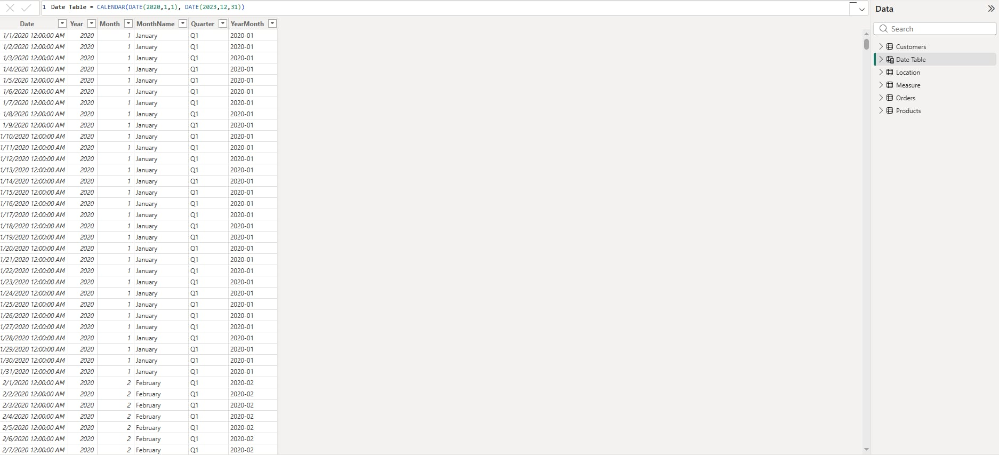 1 Date Table = CALENDAR(DATE(2020,1,1), DATE(2023,12,31))
Date Year Month MonthName Quarter YearMonth
1/1/2020 12:00:00 AM 2020 1 January Q1 2020-01
1/2/2020 12:00:00 AM 2020 1 January Q1 2020-01
1/3/2020 12:00:00 AM 2020 1 January Q1 2020-01
1/4/2020 12:00:00 AM 2020 1 January Q1 2020-01
1/5/2020 12:00:00 AM 2020 1 January Q1 2020-01
1/6/2020 12:00:00 AM 2020 1 January Q1 2020-01
1/7/2020 12:00:00 AM 2020 1 January Q1 2020-01
1/8/2020 12:00:00 AM 2020 1 January Q1 2020-01
1/9/2020 12:00:00 AM 2020 1 January Q1 2020-01
1/10/2020 12:00:00 AM 2020 1 January Q1 2020-01
1/11/2020 12:00:00 AM 2020 1 January Q1 2020-01
1/12/2020 12:00:00 AM 2020 1 January Q1 2020-01
1/13/2020 12:00:00 AM 2020 1 January Q1 2020-01
1/14/2020 12:00:00 AM 2020 1 January Q1 2020-01
1/15/2020 12:00:00 AM 2020 1 January Q1 2020-01
1/16/2020 12:00:00 AM 2020 1 January Q1 2020-01
1/17/2020 12:00:00 AM 2020 1 January Q1 2020-01
1/18/2020 12:00:00 AM 2020 1 January Q1 2020-01
1/19/2020 12:00:00 AM 2020 1 January Q1 2020-01
1/20/2020 12:00:00 AM 2020 1 January Q1 2020-01
1/21/2020 12:00:00 AM 2020 1 January Q1 2020-01
1/22/2020 12:00:00 AM 2020 1 January Q1 2020-01
1/23/2020 12:00:00 AM 2020 1 January Q1 2020-01
1/24/2020 12:00:00 AM 2020 1 January Q1 2020-01
1/25/2020 12:00:00 AM 2020 1 January Q1 2020-01
1/26/2020 12:00:00 AM 2020 1 January Q1 2020-01
1/27/2020 12:00:00 AM 2020 1 January Q1 2020-01
1/28/2020 12:00:00 AM 2020 1 January Q1 2020-01
1/29/2020 12:00:00 AM 2020 1 January Q1 2020-01
1/30/2020 12:00:00 AM 2020 1 January Q1 2020-01
1/31/2020 12:00:00 AM 2020 1 January Q1 2020-01
2/1/2020 12:00:00 AM 2020 2 February Q1 2020-02
2/2/2020 12:00:00 AM 2020 2 February Q1 2020-02
2/3/2020 12:00:00 AM 2020 2 February Q1 2020-02
2/4/2020 12:00:00 AM 2020 2 February Q1 2020-02
2/5/2020 12:00:00 AM 2020 2 February Q1 2020-02
2/6/2020 12:00:00 AM 2020 2 February Q1 2020-02
2/7/2020 12:00:00 AM 2020 2 February Q1 2020-02
Data
Search
Customers
Date Table
Location
Measure
Orders
Products